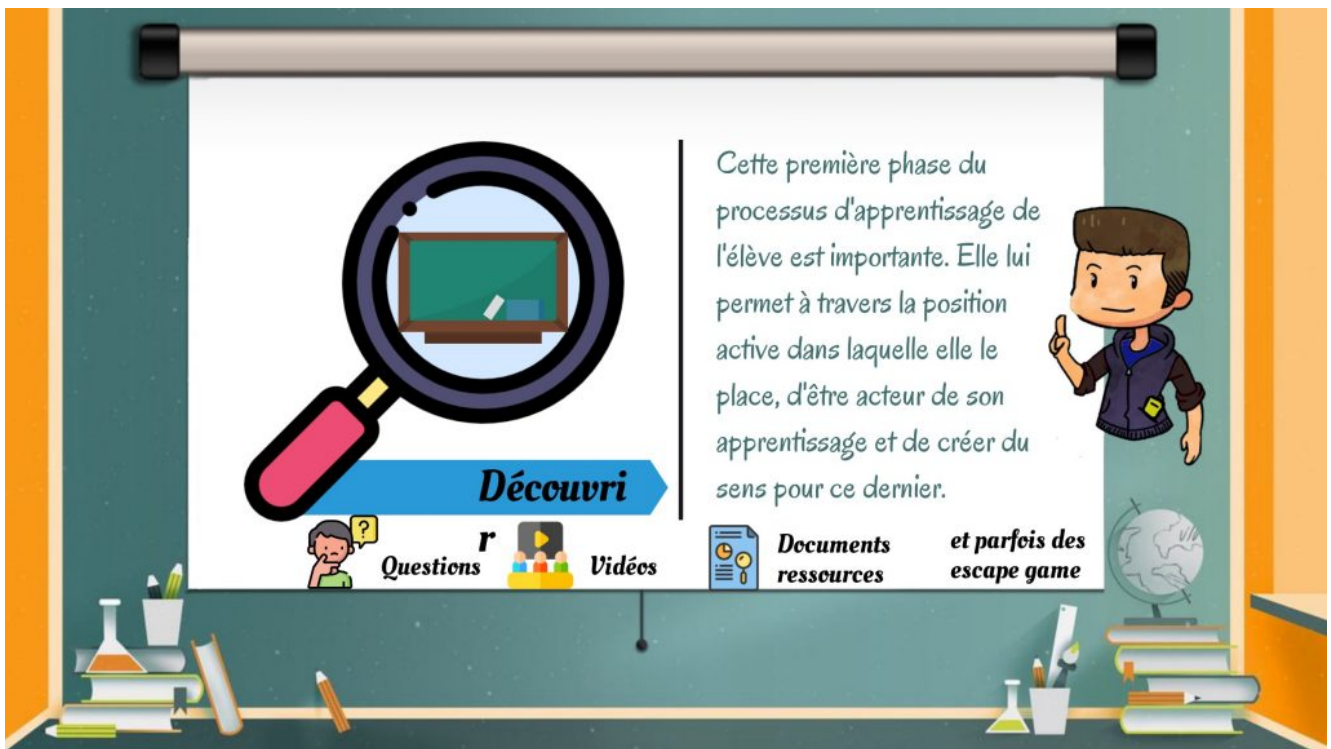 Cette première phase du
processus d'apprentissage de
l'élève est importante. Elle lui
permet à travers la position
active dans laquelle elle le
place, d'être acteur de son
apprentissage et de créer du
sens pour ce dernier.
Découvri
r
?
Questions
Vidéos
Documents
ressources
et parfois des
escape game